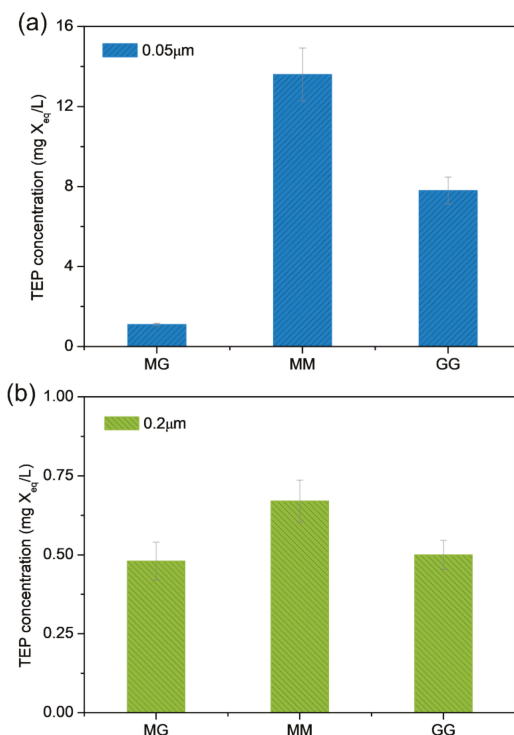 (a)
16
0.05μm
12
8
4
0
TEP concentration (mg Xeq/L)
MG MM GG
(b)
1.00
0.2μm
0.75
0.50
0.25
0.00
TEP concentration (mg Xeq/L)
MG MM GG